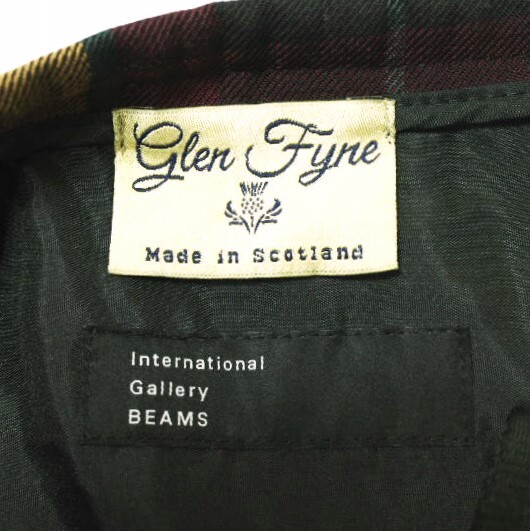 Glen Fyne
Made in Scotland
International
Gallery
BEAMS